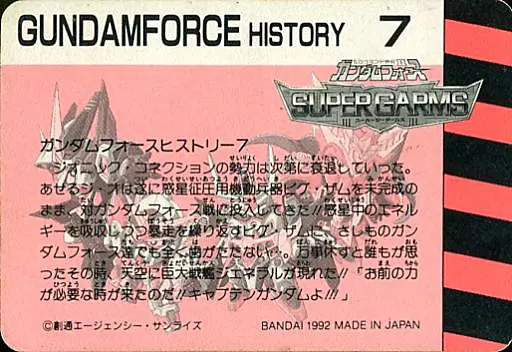 GUNDAMFORCE HISTORY 7
ガンダムフォース
SUPER G ARMS
ガンダムフォースヒストリー7
ジオニック・コネクションの勢力は次第に衰退していった。
あせるジ・オは遂に惑星征圧用機動兵器ビグ・ザムを未完成の
まま、対ガンダムフォース戦に投入してきた!!惑星中のエネル
ギーを吸収しつつ暴走を繰り返すビグ・ザムに、さしものガン
ダムフォース達でも全く歯がたたない…。万事休すと誰もが思
ったその時、天空に巨大戦艦ジェネラルが現れた!!「お前の力
が必要な時が来たのだ!!キャプテンガンダムよ!!!」
©創通エージェンシー・サンライズ
BANDAI 1992 MADE IN JAPAN